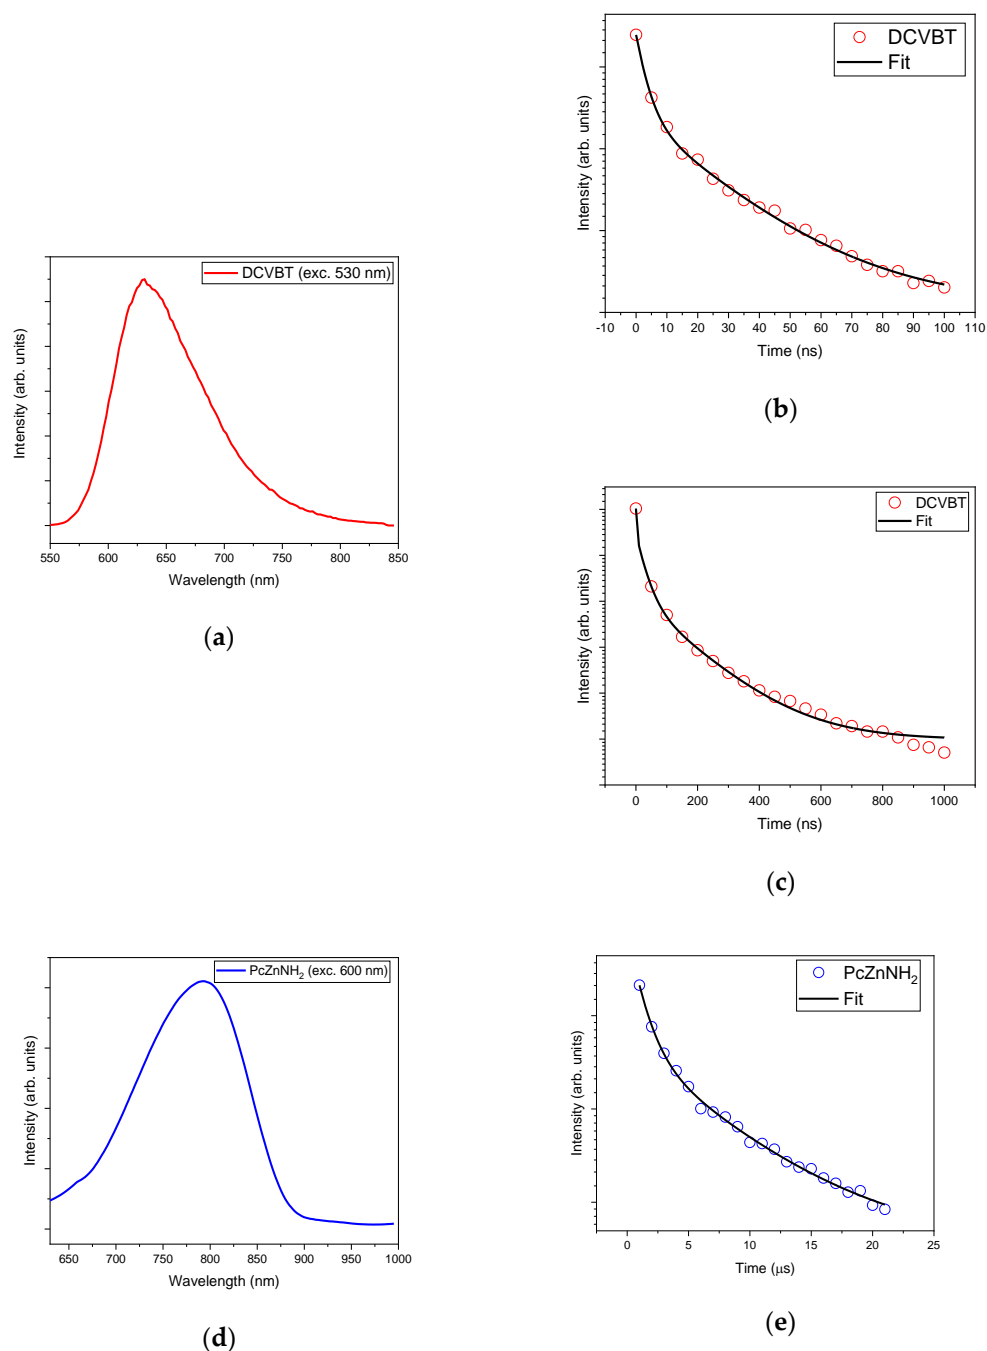 DCVBT
Fit
Intensity (arb. units)
-10 0 10 20 30 40 50 60 70 80 90 100 110
Time (ns)
(b)
DCVBT (exc. 530 nm)
Intensity (arb. units)
550 600 650 700 750 800 850
Wavelength (nm)
(a)
DCVBT
Fit
Intensity (arb. units)
0 200 400 600 800 1000
Time (ns)
(c)
PcZnNH2 (exc. 600 nm)
Intensity (arb. units)
650 700 750 800 850 900 950 1000
Wavelength (nm)
(d)
PcZnNH2
Fit
Intensity (arb. units)
0 5 10 15 20 25
Time (μs)
(e)